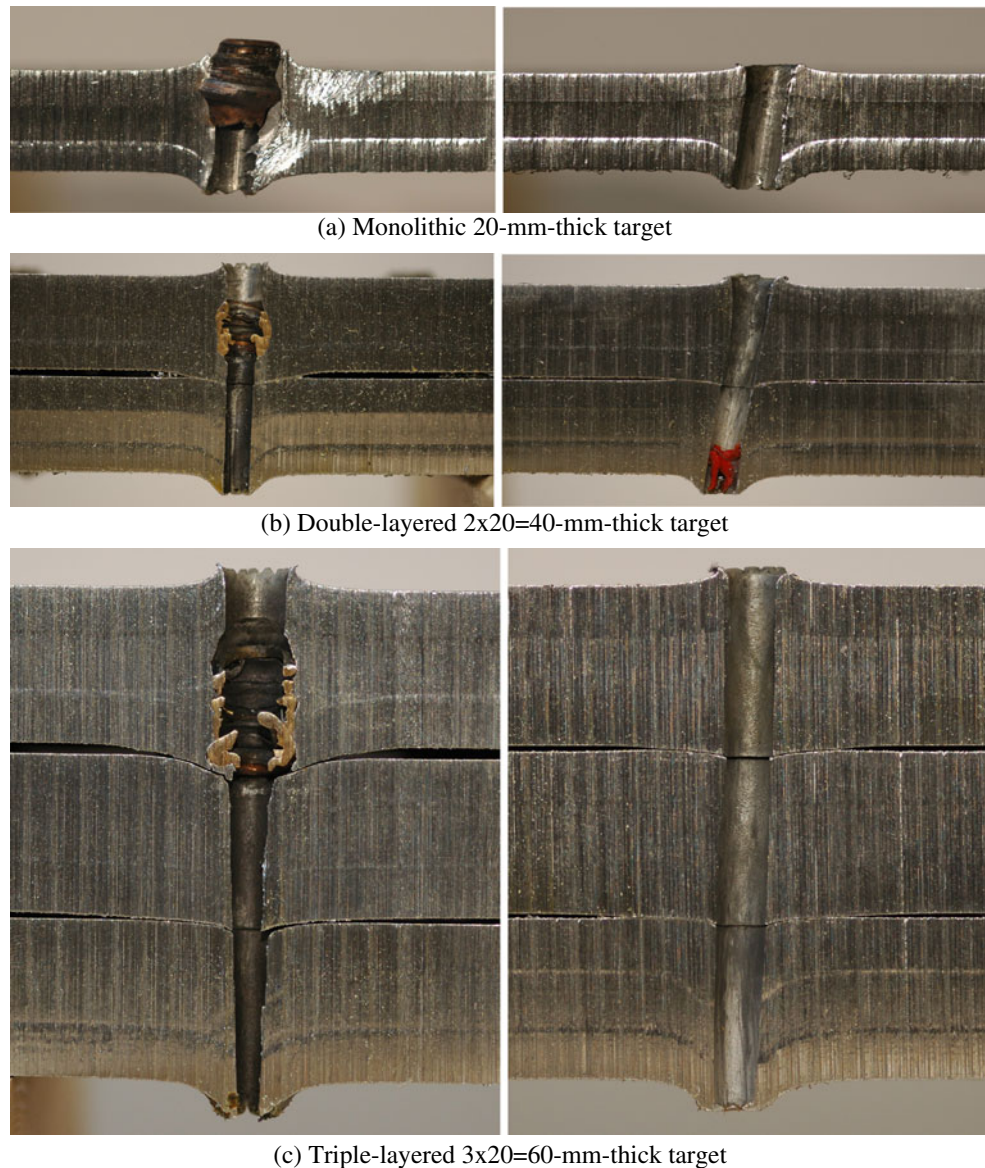 (a) Monolithic 20-mm-thick target
(b) Double-layered 2x20=40-mm-thick target
(c) Triple-layered 3x20=60-mm-thick target